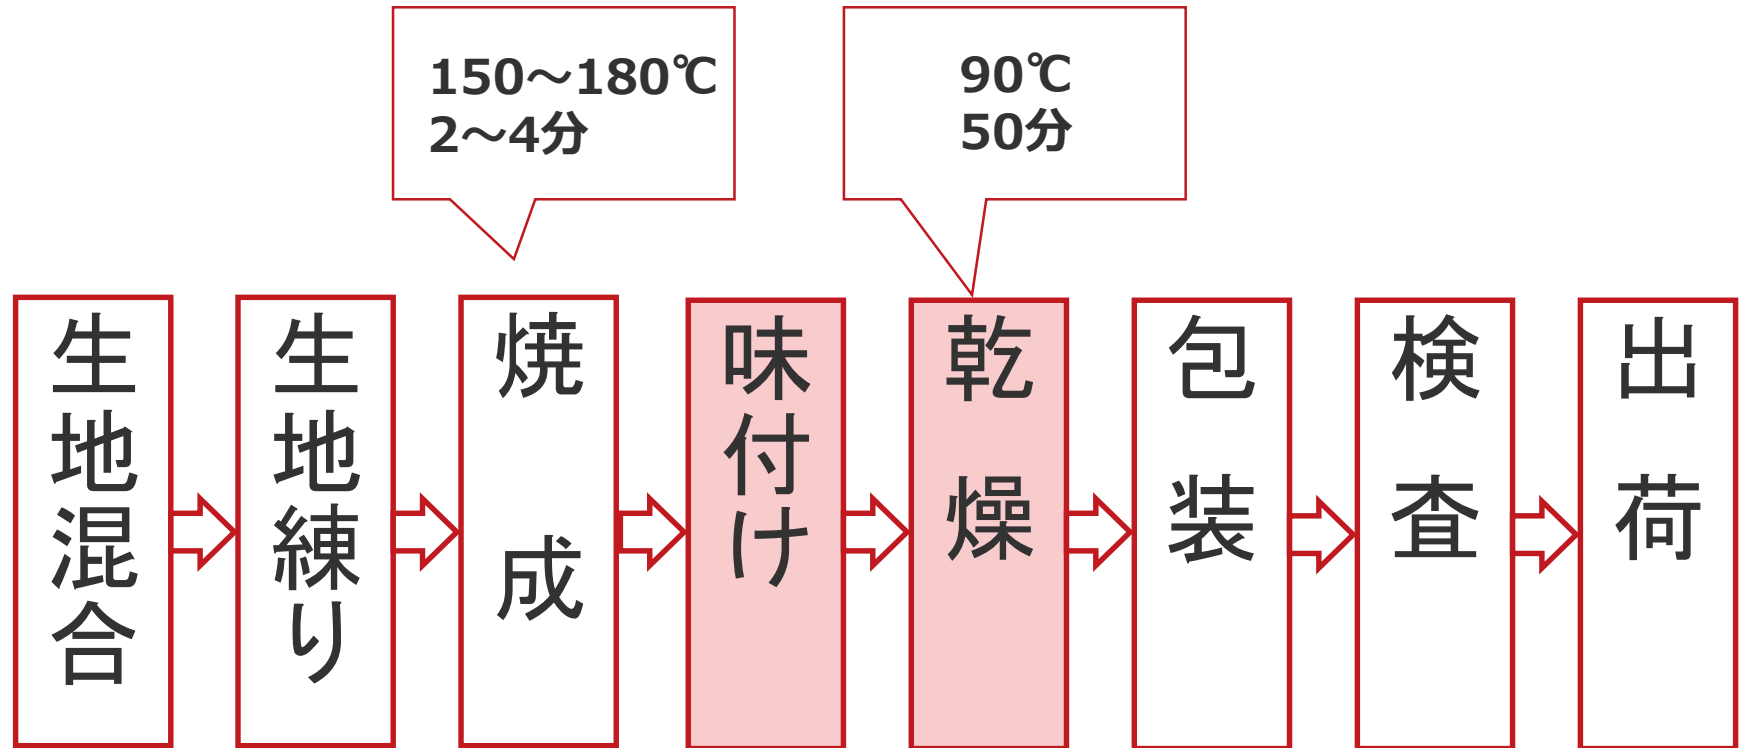 150～180℃
2～4分
90℃
50分
生地混合
生地練り
焼成
味付け
乾燥
包装
検査
出荷